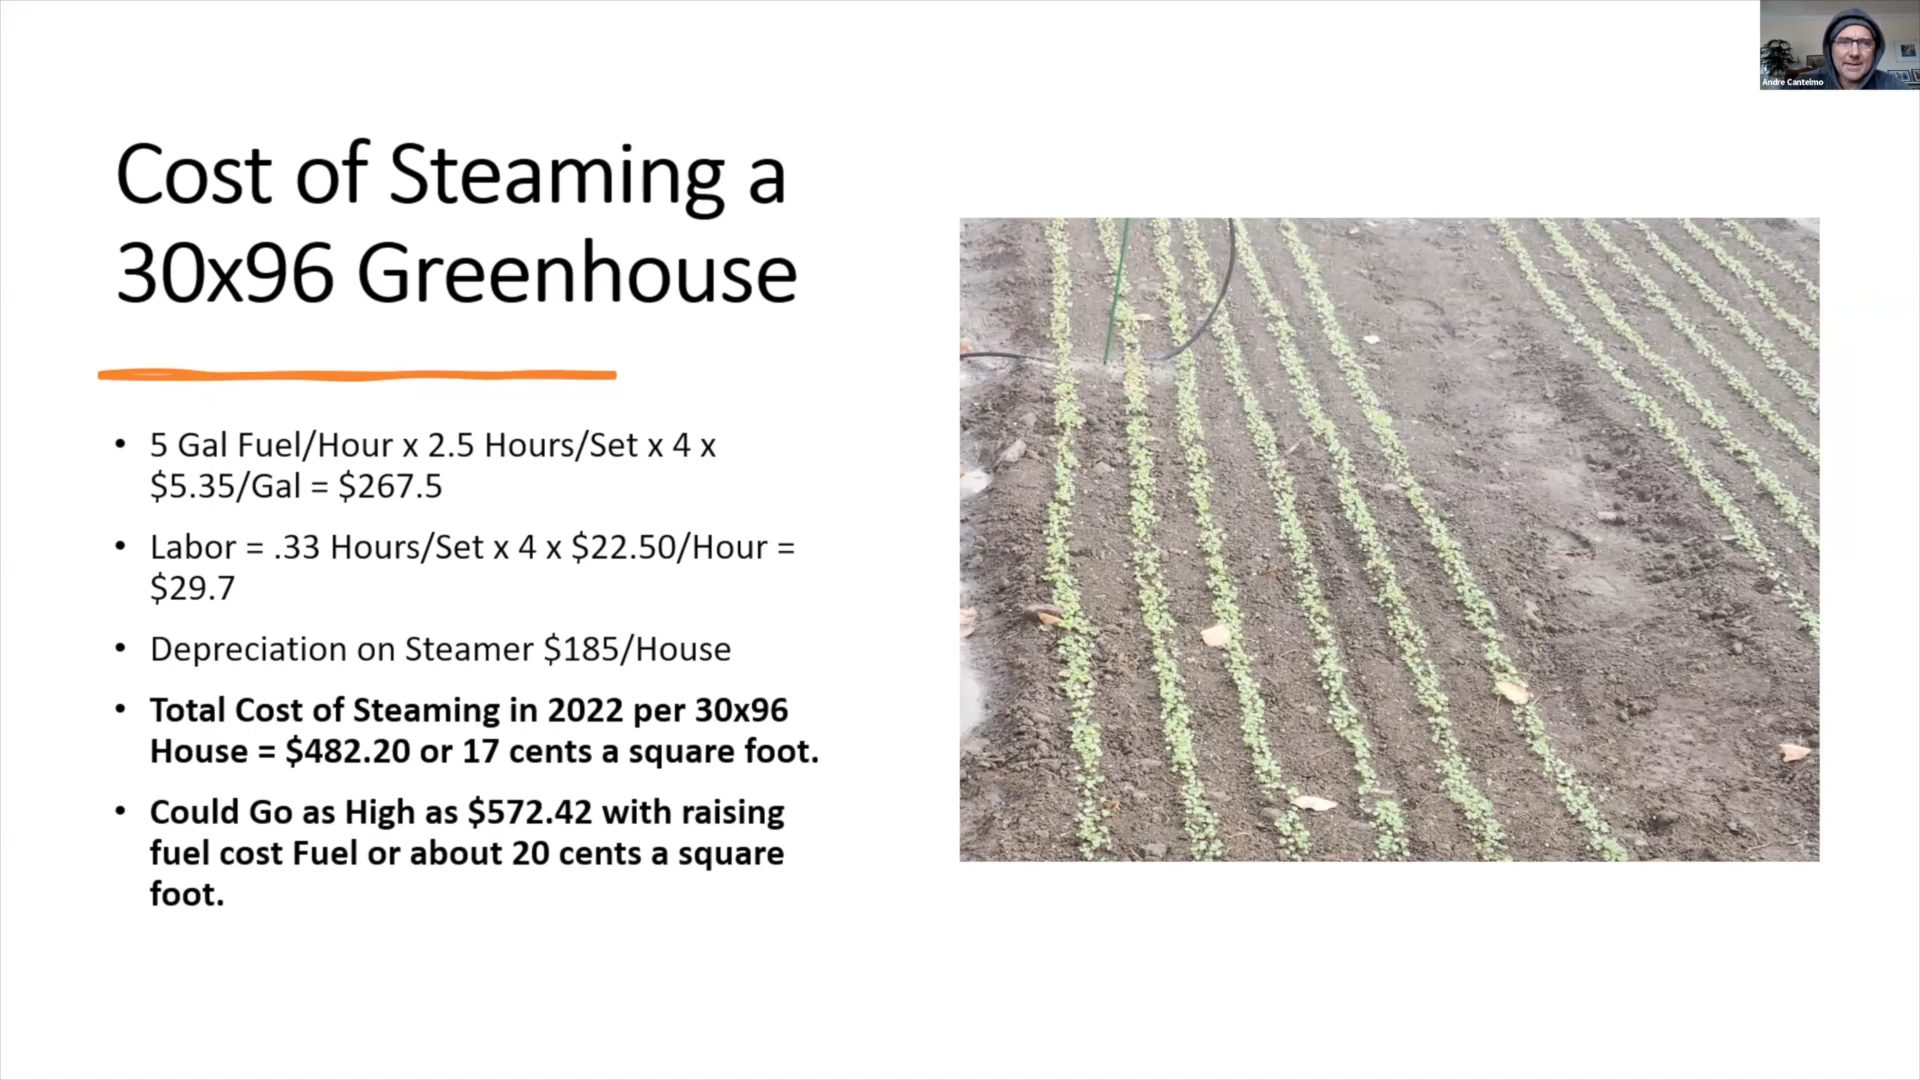 Andre Cantelmo
Cost of Steaming a
30x96 Greenhouse
• 5 Gal Fuel/Hour x 2.5 Hours/Set x 4 x
$5.35/Gal = $267.5
• Labor = .33 Hours/Set x 4 x $22.50/Hour =
$29.7
• Depreciation on Steamer $185/House
• Total Cost of Steaming in 2022 per 30x96
House = $482.20 or 17 cents a square foot.
• Could Go as High as $572.42 with raising
fuel cost Fuel or about 20 cents a square
foot.